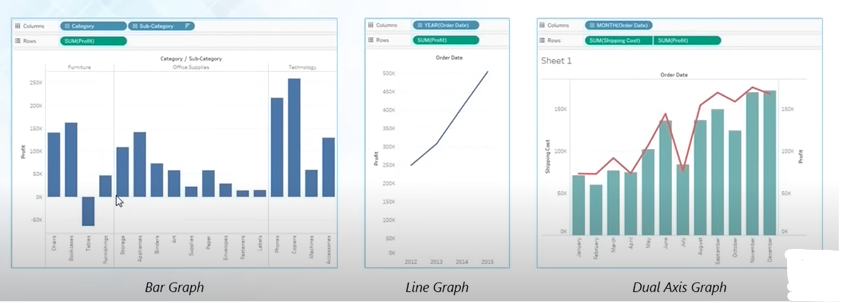 Columns Category Sub-Category
Rows SUM(Profit)
Category / Sub-Category
Furniture Office Supplies Technology
Profit
250K
200K
150K
100K
50K
0K
-50K
Chairs
Bookcases
Tables
Furnishings
Storage
Appliances
Binders
Art
Supplies
Paper
Envelopes
Fasteners
Labels
Phones
Copiers
Machines
Accessories
Bar Graph
Columns YEAR(Order Date)
Rows SUM(Profit)
Order Date
Profit
500K
450K
400K
350K
300K
250K
200K
150K
100K
50K
0K
2012 2013 2014 2015
Line Graph
Columns MONTH(Order Date)
Rows SUM(Shipping Cost) SUM(Profit)
Sheet 1
Order Date
Shipping Cost
150K
100K
50K
0K
January
February
March
April
May
June
July
August
September
October
November
December
150K
100K
50K
0K
Profit
Dual Axis Graph